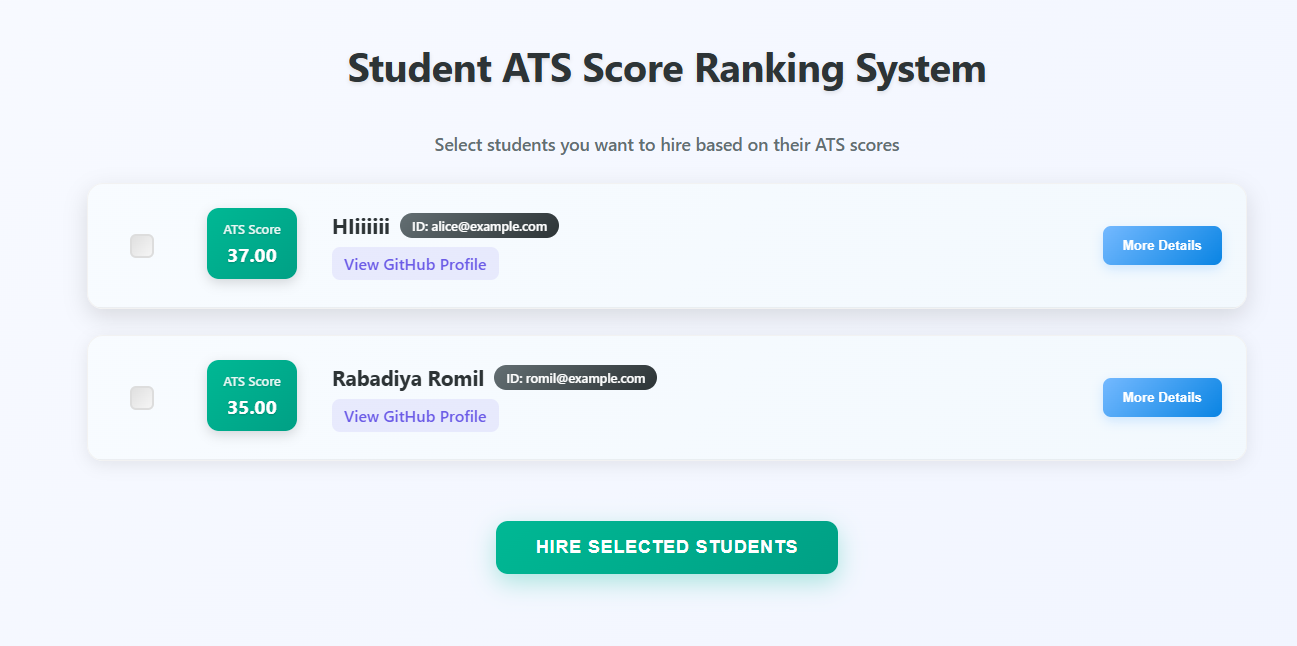 Student ATS Score Ranking System
Select students you want to hire based on their ATS scores
ATS Score
37.00
HIiiiiii ID: alice@example.com
View GitHub Profile
More Details
ATS Score
35.00
Rabadiya Romil ID: romil@example.com
View GitHub Profile
More Details
HIRE SELECTED STUDENTS